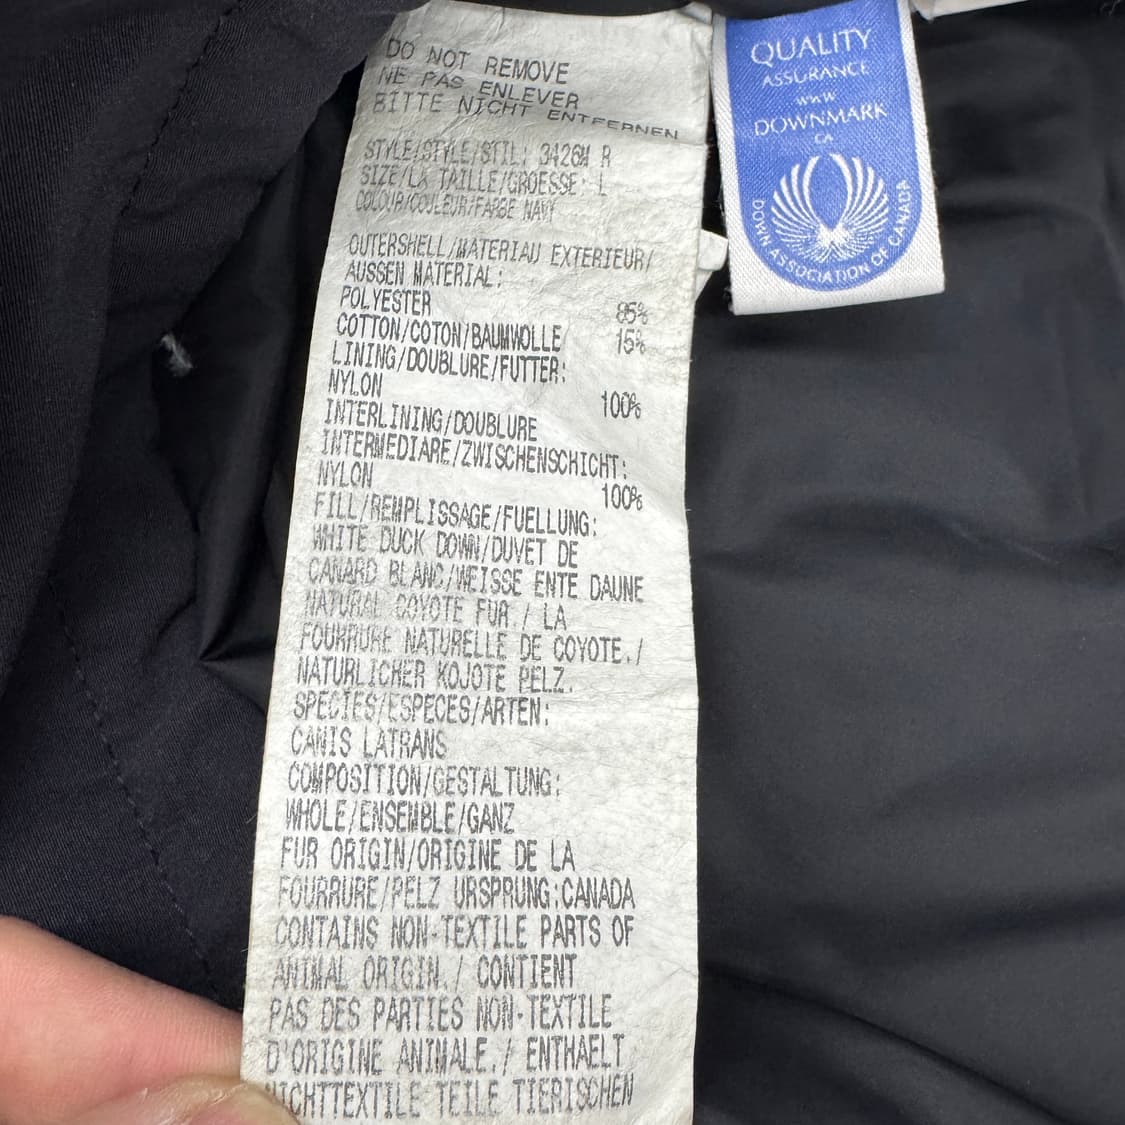 DO NOT REMOVE
NE PAS ENLEVER
BITTE NICHT ENTFERNEN
STYLE/STYLE/STIL: 3426M R
SIZE/LA TAILLE/GROESSE: L
COLOUR/COULEUR/FARBE NAVY
OUTERSHELL/MATERIAU EXTERIEUR/
AUSSEN MATERIAL:
POLYESTER 85%
COTTON/COTON/BAUMWOLLE 15%
LINING/DOUBLURE/FUTTER:
NYLON 100%
INTERLINING/DOUBLURE
INTERMEDIARE/ZWISCHENSCHICHT:
NYLON 100%
FILL/REMPLISSAGE/FUELLUNG:
WHITE DUCK DOWN/DUVET DE
CANARD BLANC/WEISSE ENTE DAUNE
NATURAL COYOTE FUR / LA
FOURRURE NATURELLE DE COYOTE./
NATURLICHER KOJOTE PELZ.
SPECIES/ESPECES/ARTEN:
CANIS LATRANS
COMPOSITION/GESTALTUNG:
WHOLE/ENSEMBLE/GANZ
FUR ORIGIN/ORIGINE DE LA
FOURRURE/PELZ URSPRUNG:CANADA
CONTAINS NON-TEXTILE PARTS OF
ANIMAL ORIGIN./ CONTIENT
PAS DES PARTIES NON-TEXTILE
D'ORIGINE ANIMALE./ ENTHAELT
NICHTTEXTILE TEILE TIERISCHEN
QUALITY
ASSURANCE
www
DOWNMARK
CA
DOWN ASSOCIATION OF CANADA